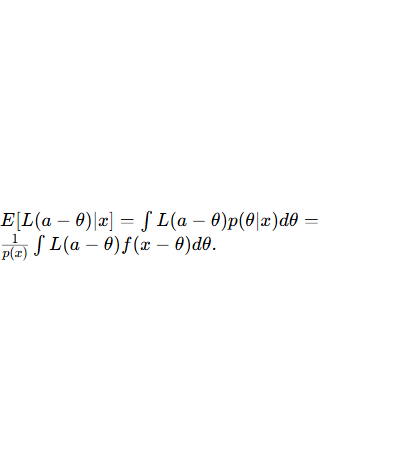 E[L(a − θ)|x] = ∫ L(a − θ)p(θ|x)dθ =
1/p(x) ∫ L(a − θ)f(x − θ)dθ.